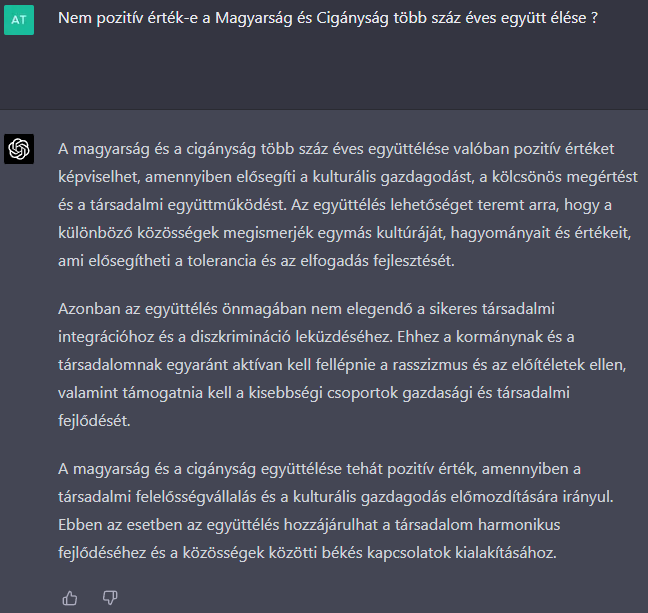 AT
Nem pozitív érték-e a Magyarság és Cigányság több száz éves együtt élése ?
A magyarság és a cigányság több száz éves együttélése valóban pozitív értéket
képviselhet, amennyiben elősegíti a kulturális gazdagodást, a kölcsönös megértést
és a társadalmi együttműködést. Az együttélés lehetőséget teremt arra, hogy a
különböző közösségek megismerjék egymás kultúráját, hagyományait és értékeit,
ami elősegítheti a tolerancia és az elfogadás fejlesztését.
Azonban az együttélés önmagában nem elegendő a sikeres társadalmi
integrációhoz és a diszkrimináció leküzdéséhez. Ehhez a kormánynak és a
társadalomnak egyaránt aktívan kell fellépnie a rasszizmus és az előítéletek ellen,
valamint támogatnia kell a kisebbségi csoportok gazdasági és társadalmi
fejlődését.
A magyarság és a cigányság együttélése tehát pozitív érték, amennyiben a
társadalmi felelősségvállalás és a kulturális gazdagodás előmozdítására irányul.
Ebben az esetben az együttélés hozzájárulhat a társadalom harmonikus
fejlődéséhez és a közösségek közötti békés kapcsolatok kialakításához.